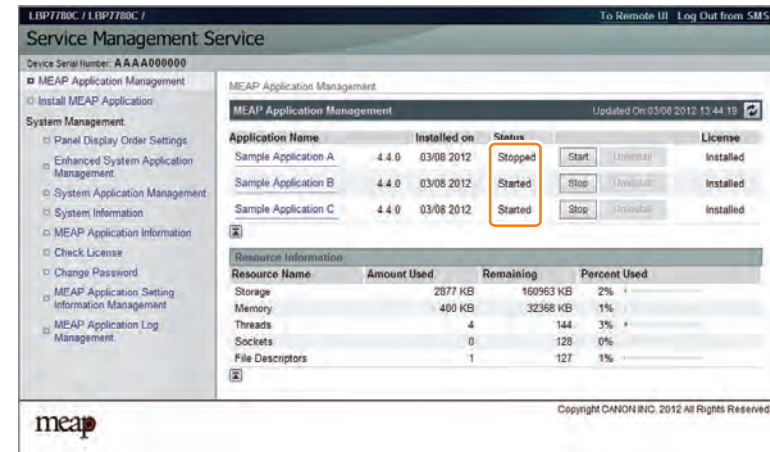 LBP7780C / LBP7780C /
To Remote UI Log Out from SMS
Service Management Service
Device Serial Number: AAAA000000
MEAP Application Management
Install MEAP Application
System Management
Panel Display Order Settings
Enhanced System Application
Management
System Application Management
System Information
MEAP Application Information
Check License
Change Password
MEAP Application Setting
Information Management
MEAP Application Log
Management
MEAP Application Management
MEAP Application Management Updated On:03/08 2012 13:44:19
Application Name Installed on Status License
Sample Application A 4.4.0 03/08 2012 Stopped Start Uninstall Installed
Sample Application B 4.4.0 03/08 2012 Started Stop Uninstall Installed
Sample Application C 4.4.0 03/08 2012 Started Stop Uninstall Installed
Resource Information
Resource Name Amount Used Remaining Percent Used
Storage 2877 KB 160963 KB 2%
Memory 400 KB 32368 KB 1%
Threads 4 144 3%
Sockets 0 128 0%
File Descriptors 1 127 1%
Copyright CANON INC. 2012 All Rights Reserved
meap